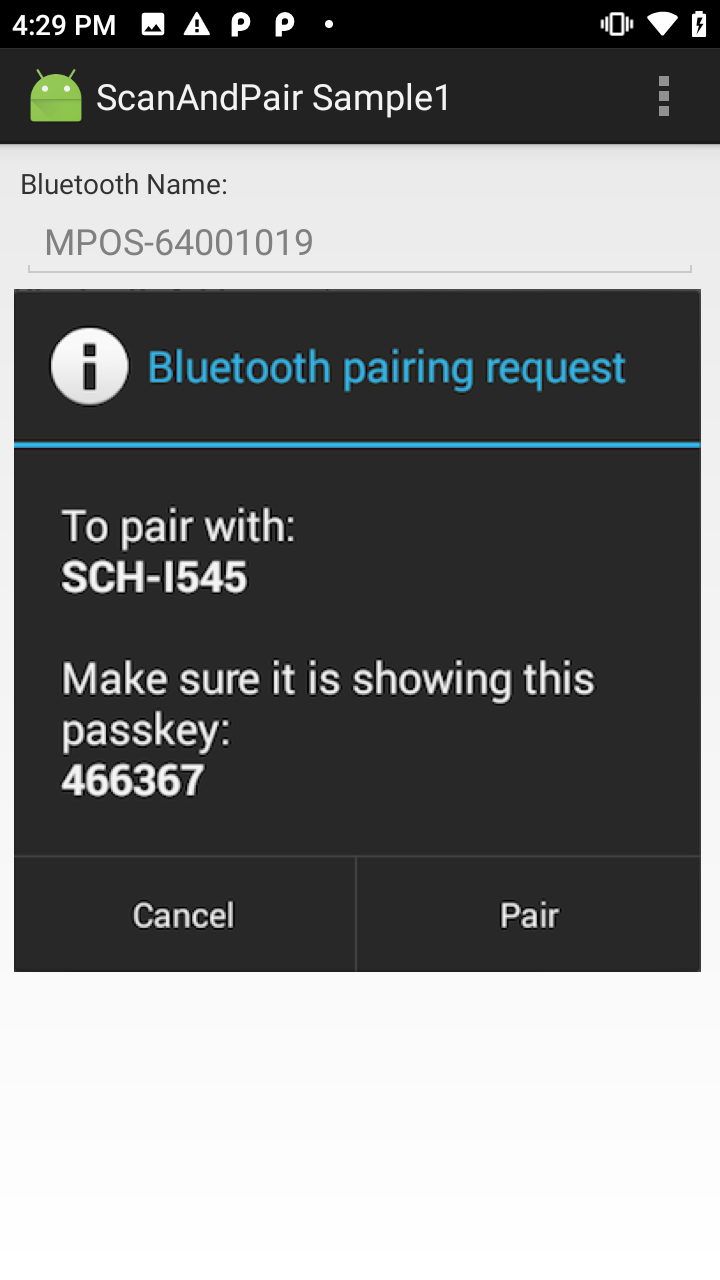 4:29 PM
ScanAndPair Sample1
Bluetooth Name:
MPOS-64001019
Bluetooth pairing request
To pair with:
SCH-I545
Make sure it is showing this
passkey:
466367
Cancel
Pair